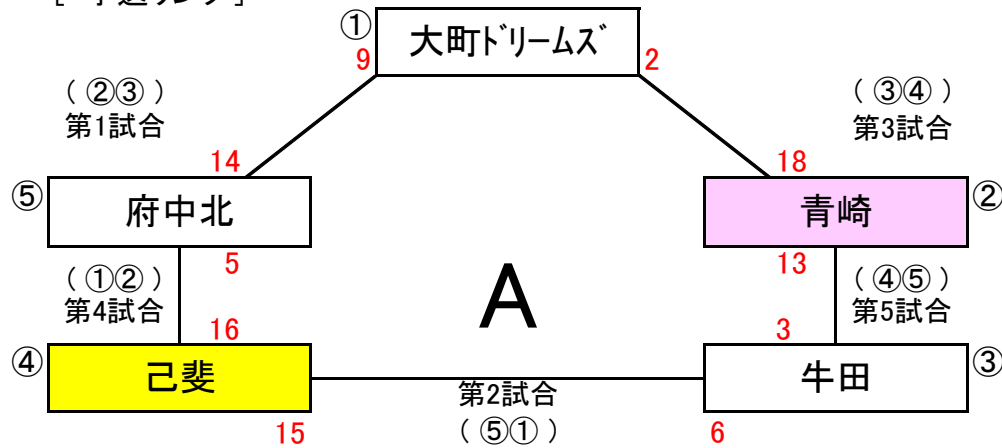 ① 大町ドリームズ
9 2
( ②③ ) ( ③④ )
第1試合 第3試合
14 18
⑤ 府中北 青崎 ②
5 13
( ①② ) A ( ④⑤ )
第4試合 第5試合
16 3
④ 己斐 牛田 ③
第2試合
15 ( ⑤① ) 6